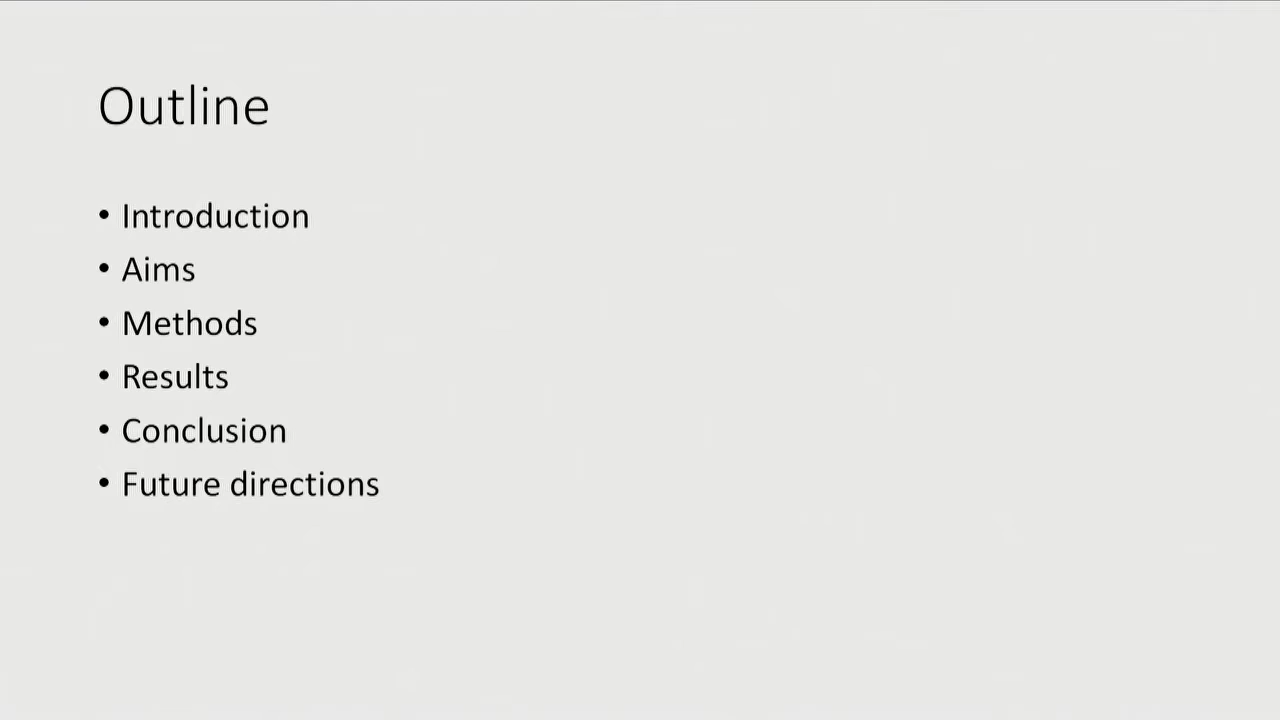 Outline
• Introduction
• Aims
• Methods
• Results
• Conclusion
• Future directions